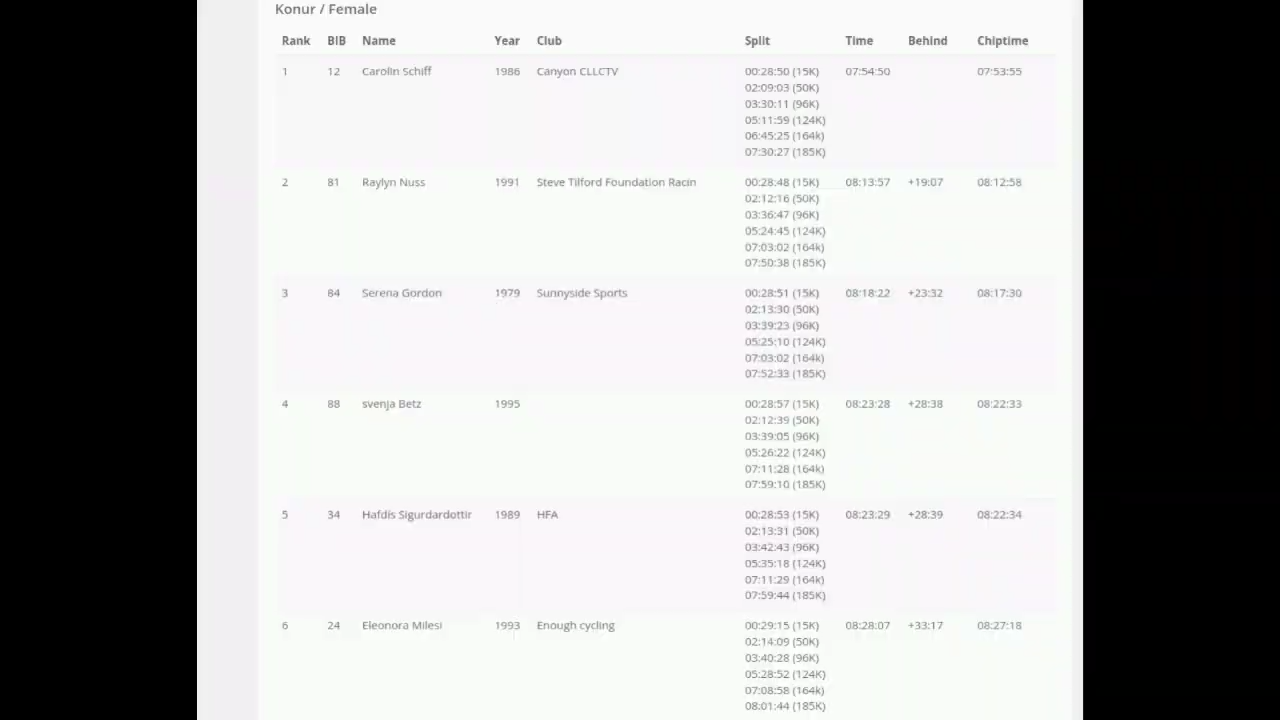 Konur / Female
Rank BIB Name Year Club Split Time Behind Chiptime
1 12 Carolin Schiff 1986 Canyon CLLCTV 00:28:50 (15K) 07:54:50 07:53:55
02:09:03 (50K)
03:30:11 (96K)
05:11:59 (124K)
06:45:25 (164k)
07:30:27 (185K)
2 81 Raylyn Nuss 1991 Steve Tilford Foundation Racin 00:28:48 (15K) 08:13:57 +19:07 08:12:58
02:12:16 (50K)
03:36:47 (96K)
05:24:45 (124K)
07:03:02 (164k)
07:50:38 (185K)
3 84 Serena Gordon 1979 Sunnyside Sports 00:28:51 (15K) 08:18:22 +23:32 08:17:30
02:13:30 (50K)
03:39:23 (96K)
05:25:10 (124K)
07:03:02 (164k)
07:52:33 (185K)
4 88 svenja Betz 1995 00:28:57 (15K) 08:23:28 +28:38 08:22:33
02:12:39 (50K)
03:39:05 (96K)
05:26:22 (124K)
07:11:28 (164k)
07:59:10 (185K)
5 34 Hafdís Sigurdardottir 1989 HFA 00:28:53 (15K) 08:23:29 +28:39 08:22:34
02:13:31 (50K)
03:42:43 (96K)
05:35:18 (124K)
07:11:29 (164k)
07:59:44 (185K)
6 24 Eleonora Milesi 1993 Enough cycling 00:29:15 (15K) 08:28:07 +33:17 08:27:18
02:14:09 (50K)
03:40:28 (96K)
05:28:52 (124K)
07:08:58 (164k)
08:01:44 (185K)